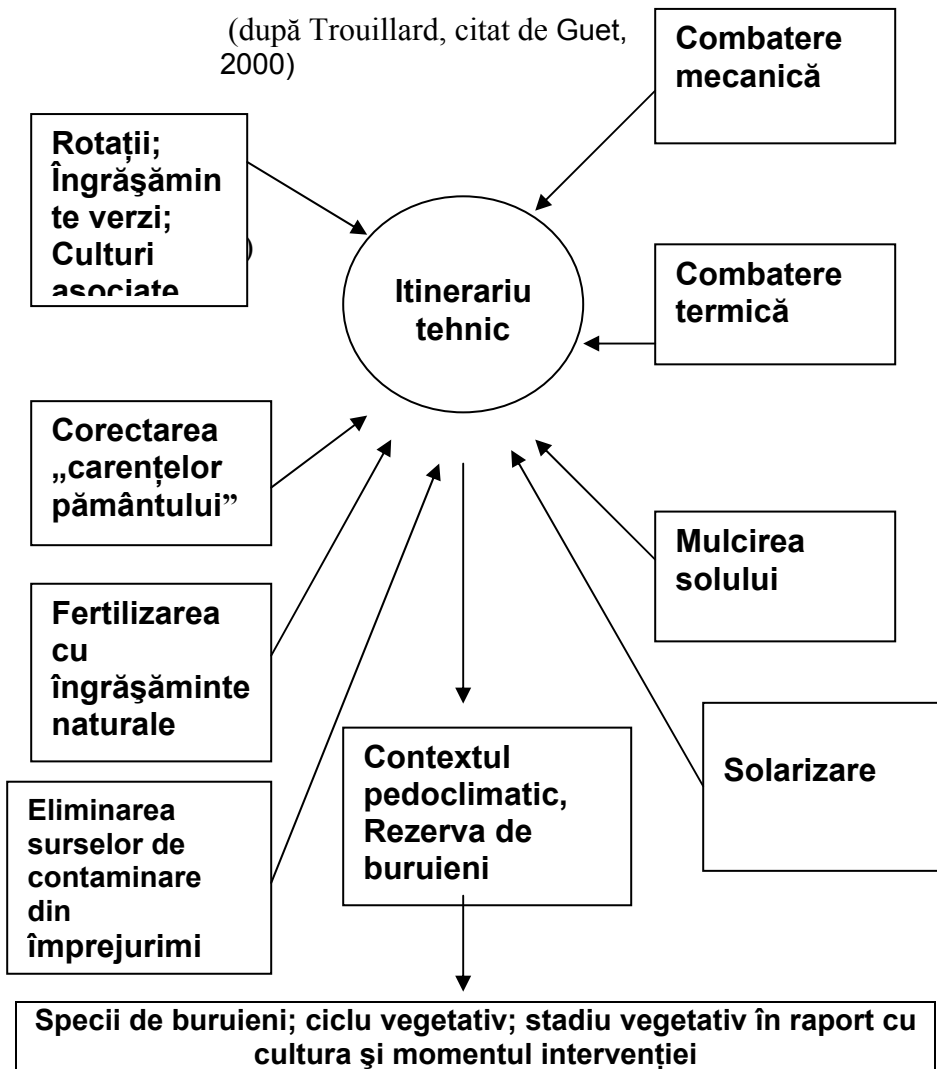 (după Trouillard, citat de Guet,
2000)
Combatere
mecanică
Rotații;
Îngrăşămin
te verzi;
Culturi
asociate
)
Itinerariu
tehnic
Combatere
termică
Corectarea
„carențelor
pământului”
Mulcirea
solului
Fertilizarea
cu
îngrăşăminte
naturale
Contextul
pedoclimatic,
Rezerva de
buruieni
Solarizare
Eliminarea
surselor de
contaminare
din
împrejurimi
Specii de buruieni; ciclu vegetativ; stadiu vegetativ în raport cu
cultura şi momentul intervenției